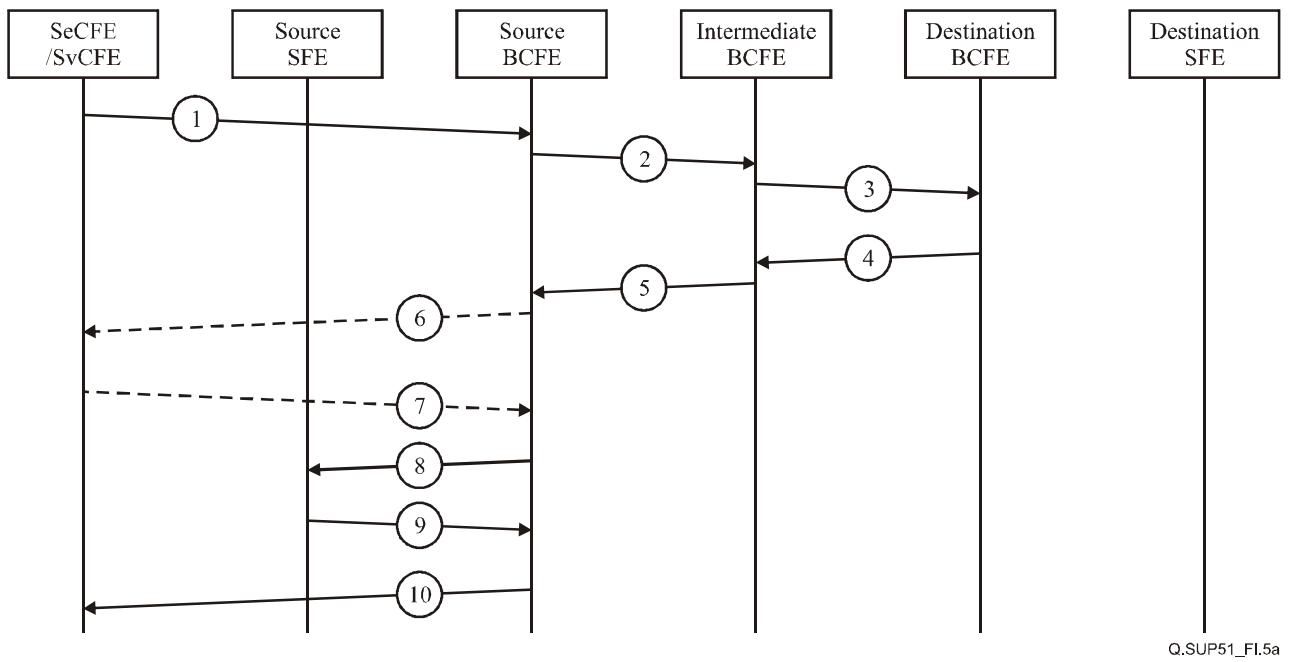 SeCFE
/SvCFE
Source
SFE
Source
BCFE
Intermediate
BCFE
Destination
BCFE
Destination
SFE
1
2
3
4
5
6
7
8
9
10
Q.SUP51_FI.5a